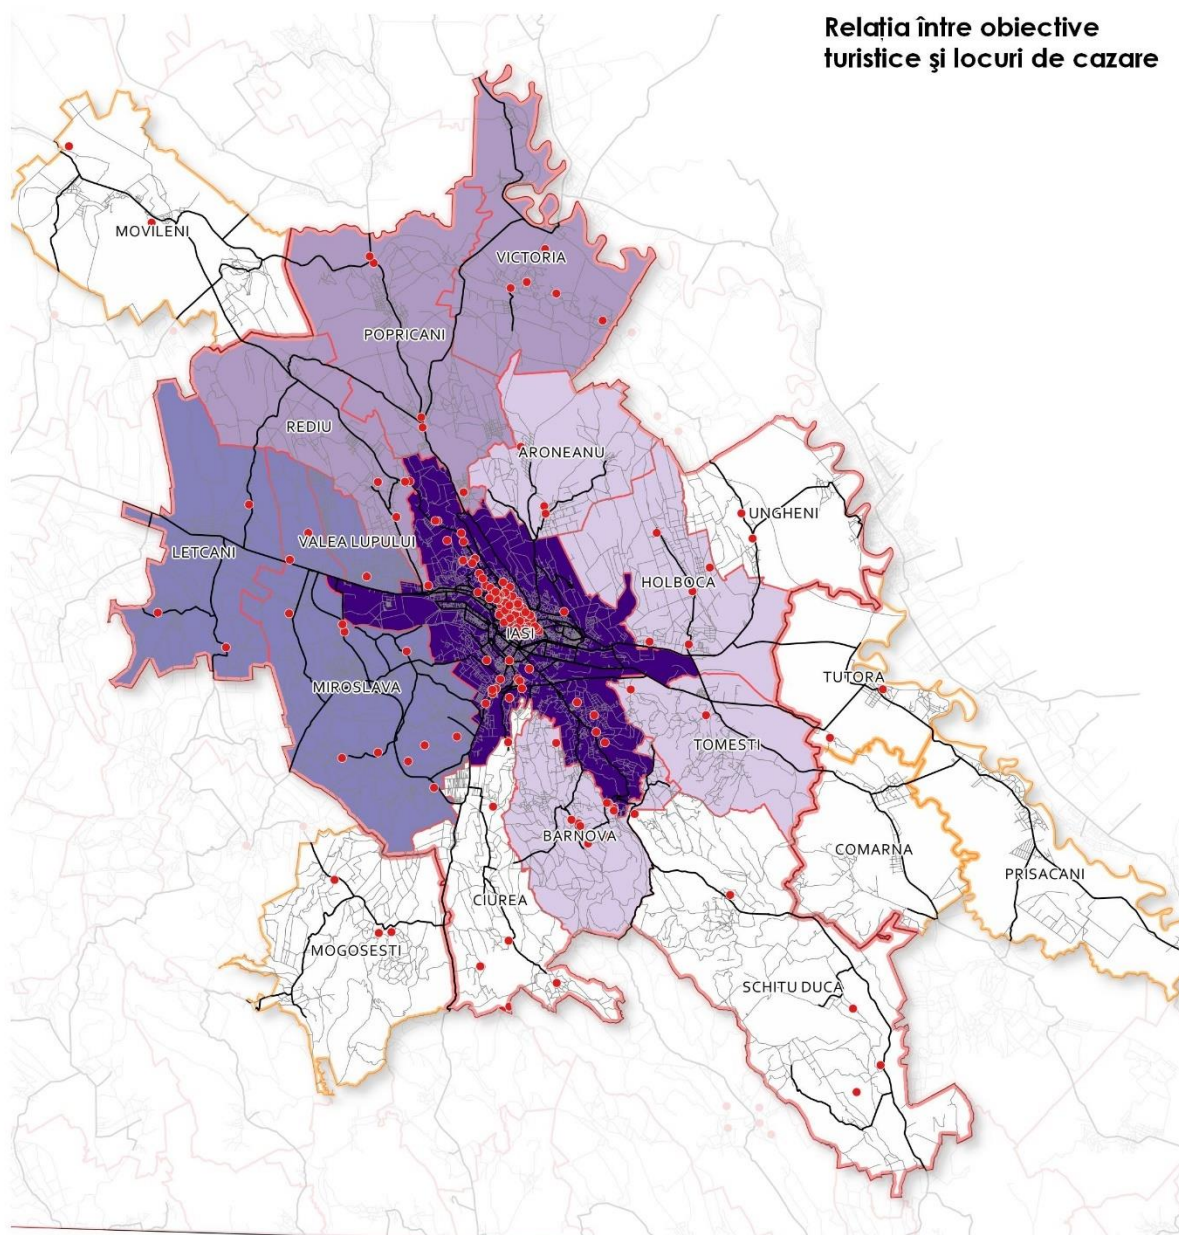 Relația între obiective
turistice şi locuri de cazare
MOVILENI
VICTORIA
POPRICANI
REDIU
ARONEANU
UNGHENI
LETCANI
VALEA LUPULUI
HOLBOCA
IASI
TUTORA
MIROSLAVA
TOMESTI
BARNOVA
COMARNA
PRISACANI
CIUREA
MOGOSESTI
SCHITU DUCA